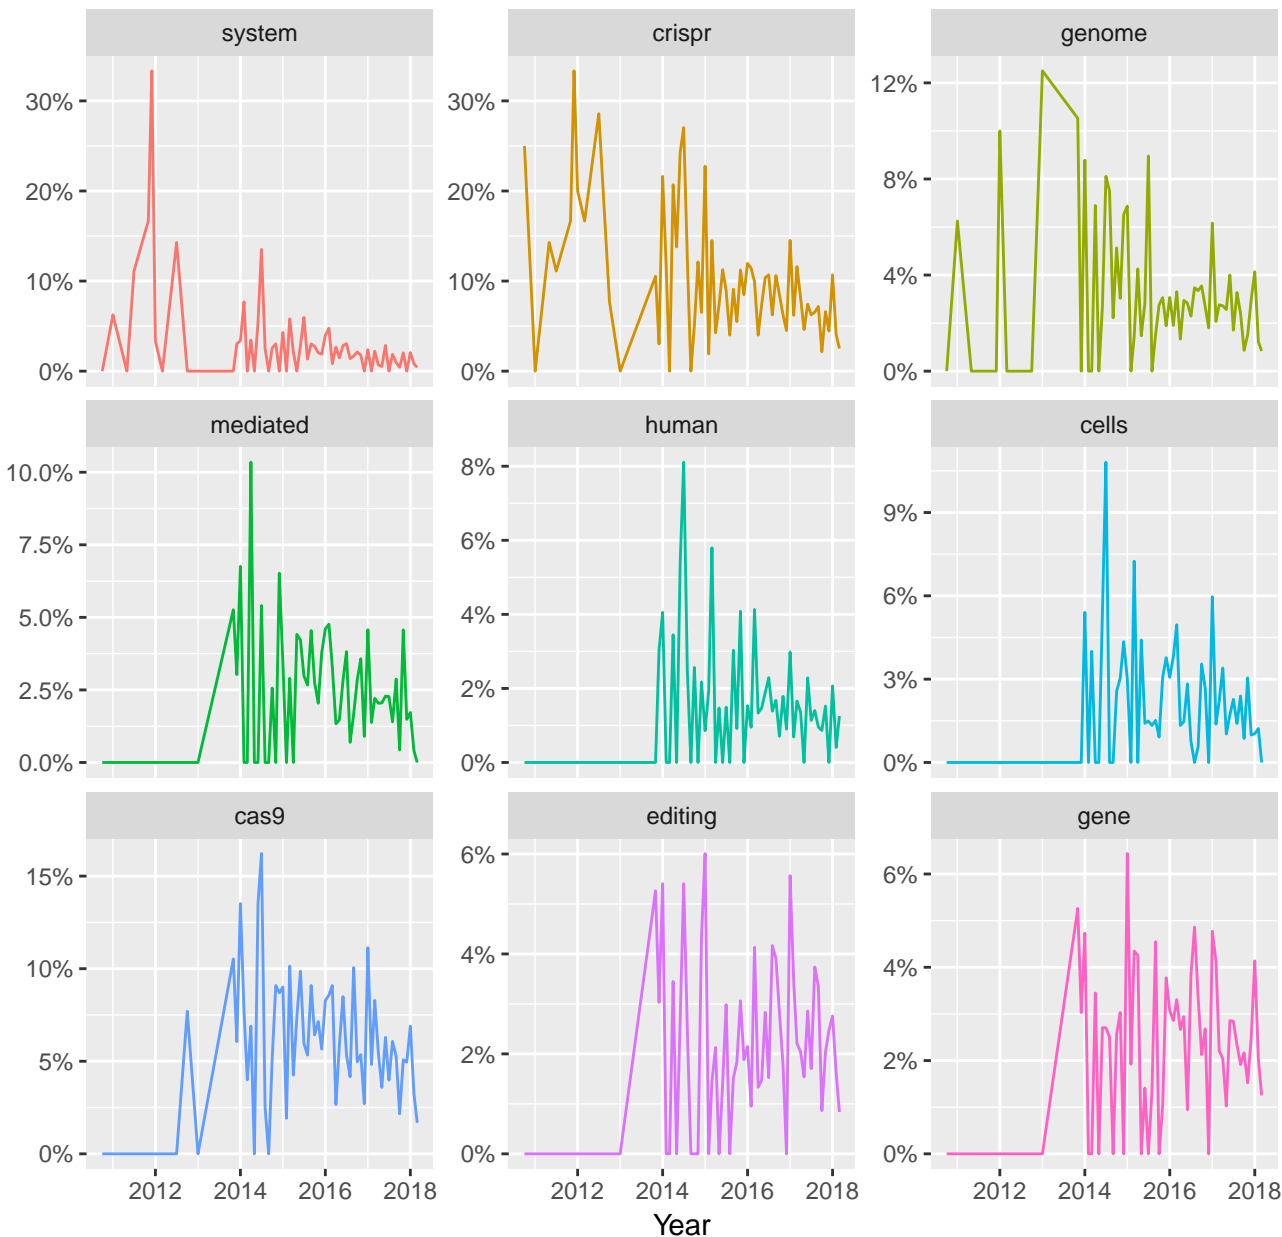 system crispr genome
30% 30% 12%
20% 20% 8%
10% 10% 4%
0% 0% 0%
mediated human cells
10.0% 8% 9%
7.5% 6% 6%
5.0% 4% 3%
2.5% 2% 0%
0.0% 0%
cas9 editing gene
15% 6% 6%
10% 4% 4%
5% 2% 2%
0% 0% 0%
2012 2014 2016 2018 2012 2014 2016 2018 2012 2014 2016 2018
Year